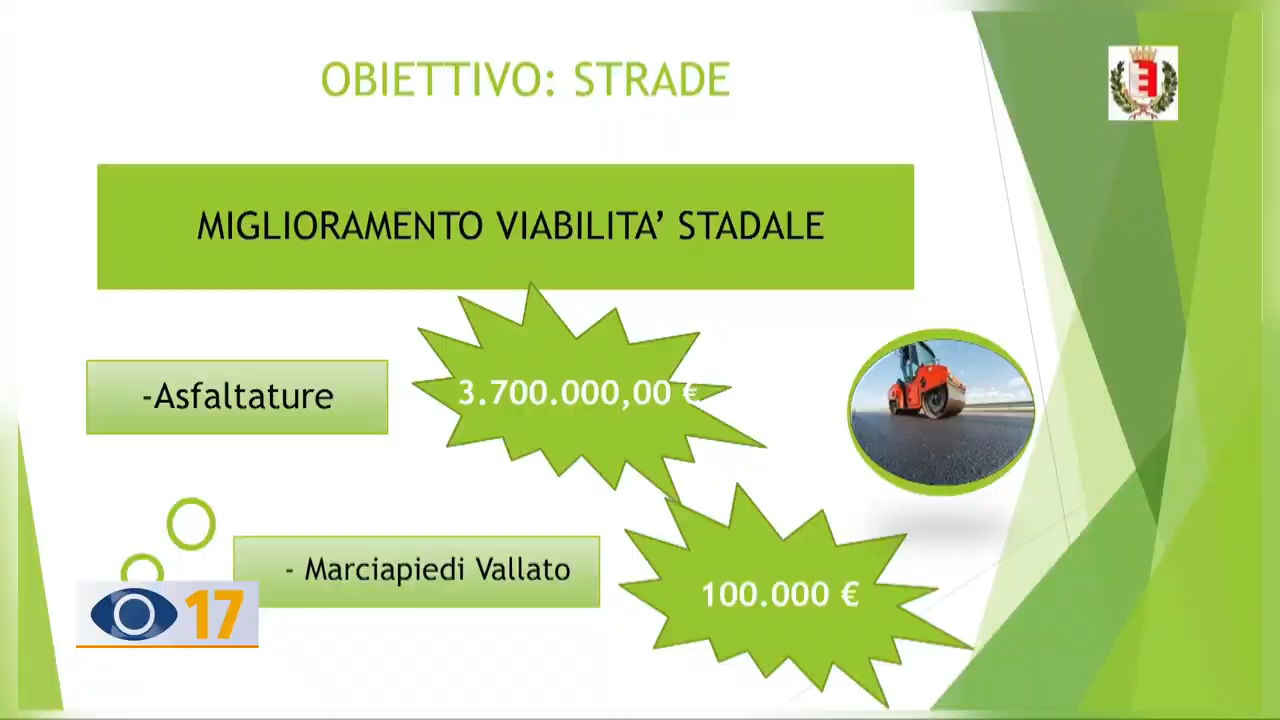 OBIETTIVO: STRADE
MIGLIORAMENTO VIABILITA’ STADALE
-Asfaltature
3.700.000,00 €
- Marciapiedi Vallato
100.000 €
17